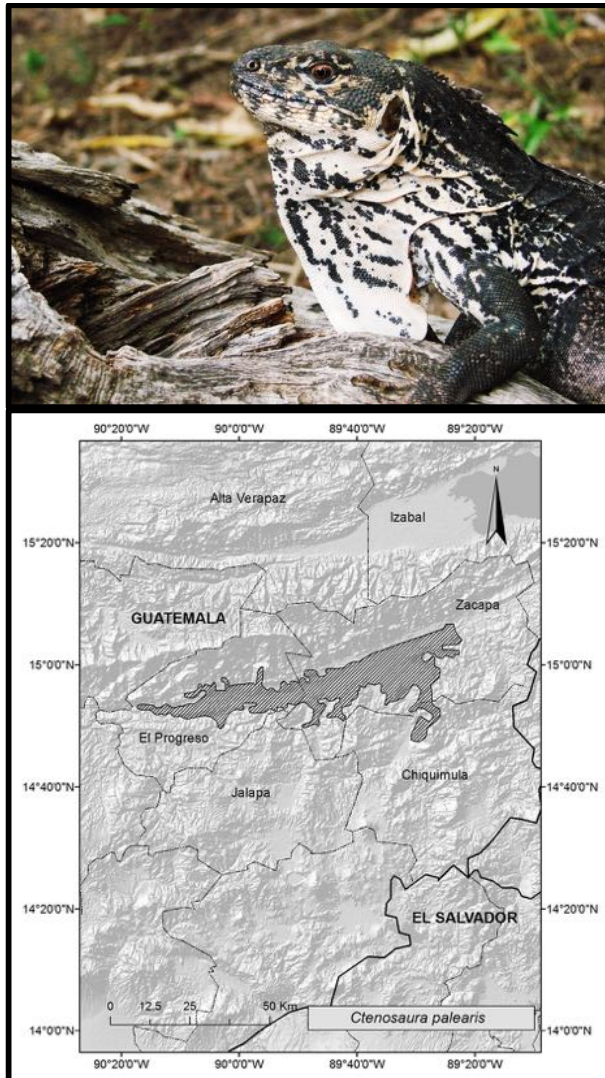 90°20'0"W 90°0'0"W 89°40'0"W 89°20'0"W
Alta Verapaz
Izabal
N
15°20'0"N 15°20'0"N
Zacapa
GUATEMALA
15°0'0"N 15°0'0"N
El Progreso
Chiquimula
14°40'0"N 14°40'0"N
Jalapa
14°20'0"N 14°20'0"N
EL SALVADOR
0 12.5 25 50 Km
Ctenosaura palearis
14°0'0"N 14°0'0"N
90°20'0"W 90°0'0"W 89°40'0"W 89°20'0"W